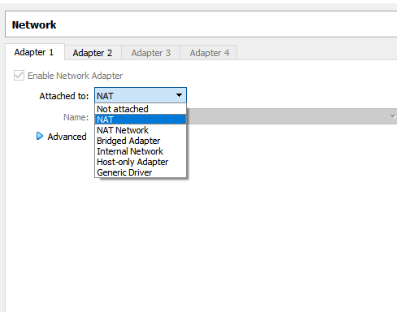 Network
Adapter 1 Adapter 2 Adapter 3 Adapter 4
Enable Network Adapter
Attached to: NAT
Not attached
Name:
NAT
NAT Network
Advanced
Bridged Adapter
Internal Network
Host-only Adapter
Generic Driver